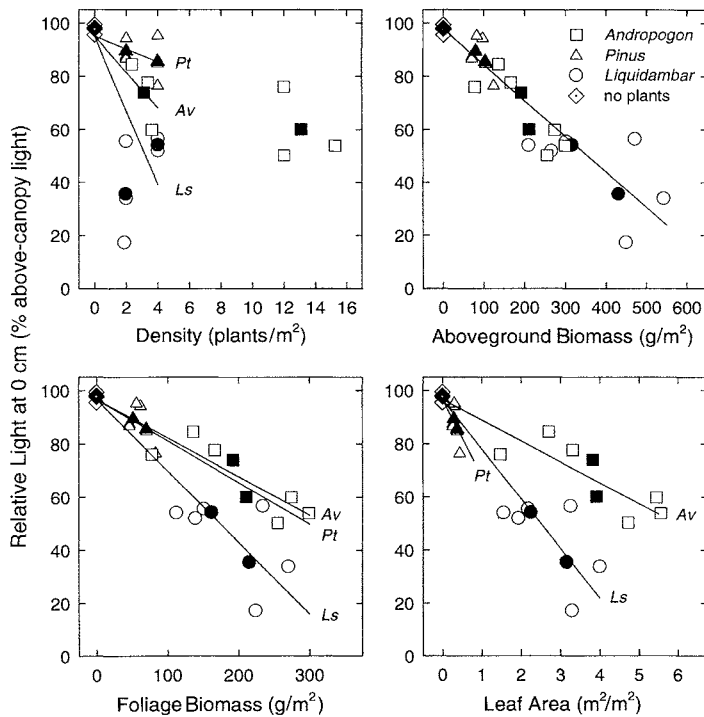 Relative Light at 0 cm (% above-canopy light)
100
80
60
40
20
0
Pt
Av
Ls
0 2 4 6 8 10 12 14 16
Density (plants/m²)
100
80
60
40
20
0
Andropogon
Pinus
Liquidambar
no plants
0 100 200 300 400 500 600
Aboveground Biomass (g/m²)
100
80
60
40
20
0
Av
Pt
Ls
0 100 200 300
Foliage Biomass (g/m²)
100
80
60
40
20
0
Pt
Av
Ls
0 1 2 3 4 5 6
Leaf Area (m²/m²)